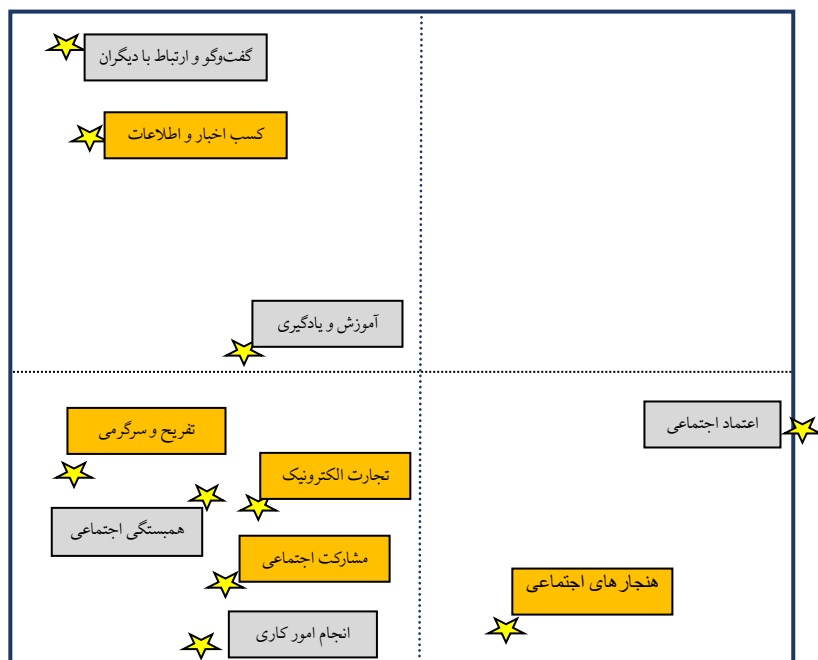 گفت‌وگو و ارتباط با دیگران
کسب اخبار و اطلاعات
آموزش و یادگیری
اعتماد اجتماعی
تفریح و سرگرمی
تجارت الکترونیک
همبستگی اجتماعی
مشارکت اجتماعی
هنجارهای اجتماعی
انجام امور کاری